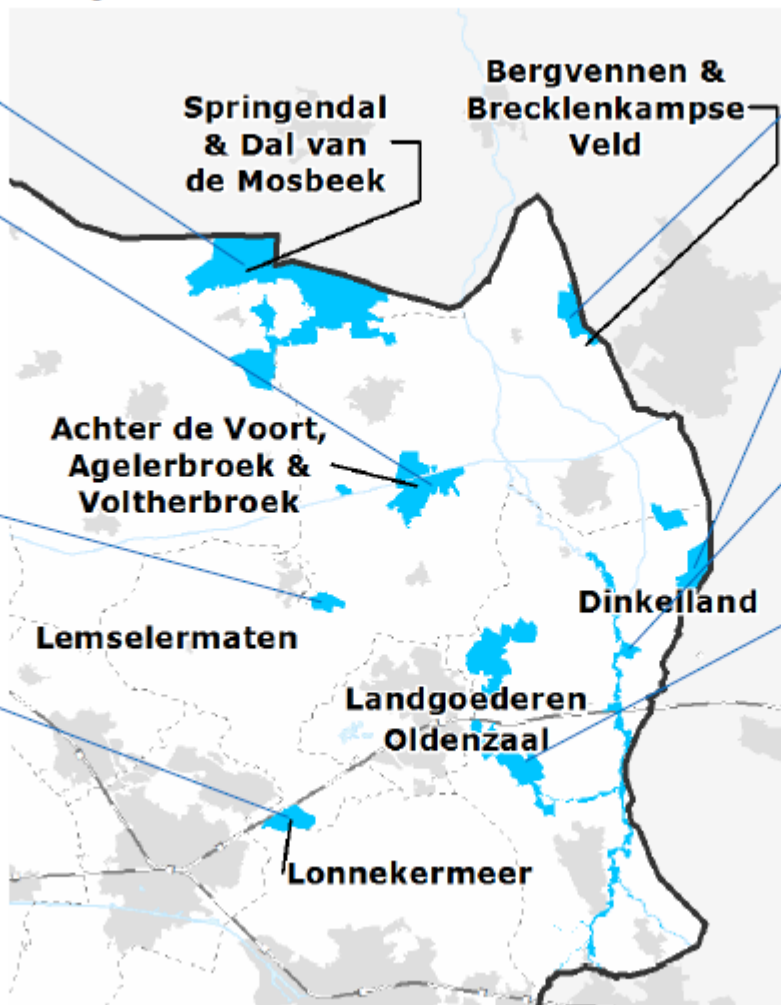 Springendal
& Dal van
de Mosbeek
Bergvennen &
Brecklenkampse
Veld
Achter de Voort,
Agelerbroek &
Voltherbroek
Dinkelland
Lemselermaten
Landgoederen
Oldenzaal
Lonnekermeer